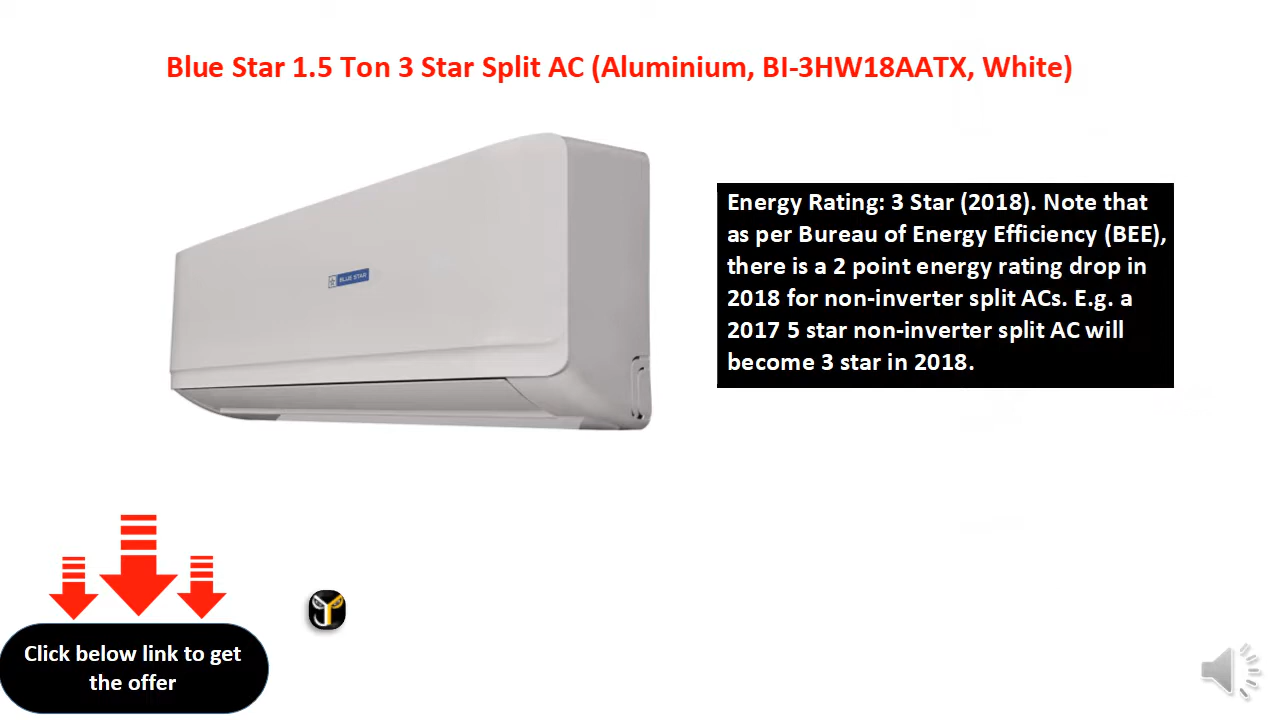 Blue Star 1.5 Ton 3 Star Split AC (Aluminium, BI-3HW18AATX, White)
BLUE STAR
Energy Rating: 3 Star (2018). Note that
as per Bureau of Energy Efficiency (BEE),
there is a 2 point energy rating drop in
2018 for non-inverter split ACs. E.g. a
2017 5 star non-inverter split AC will
become 3 star in 2018.
Click below link to get
the offer